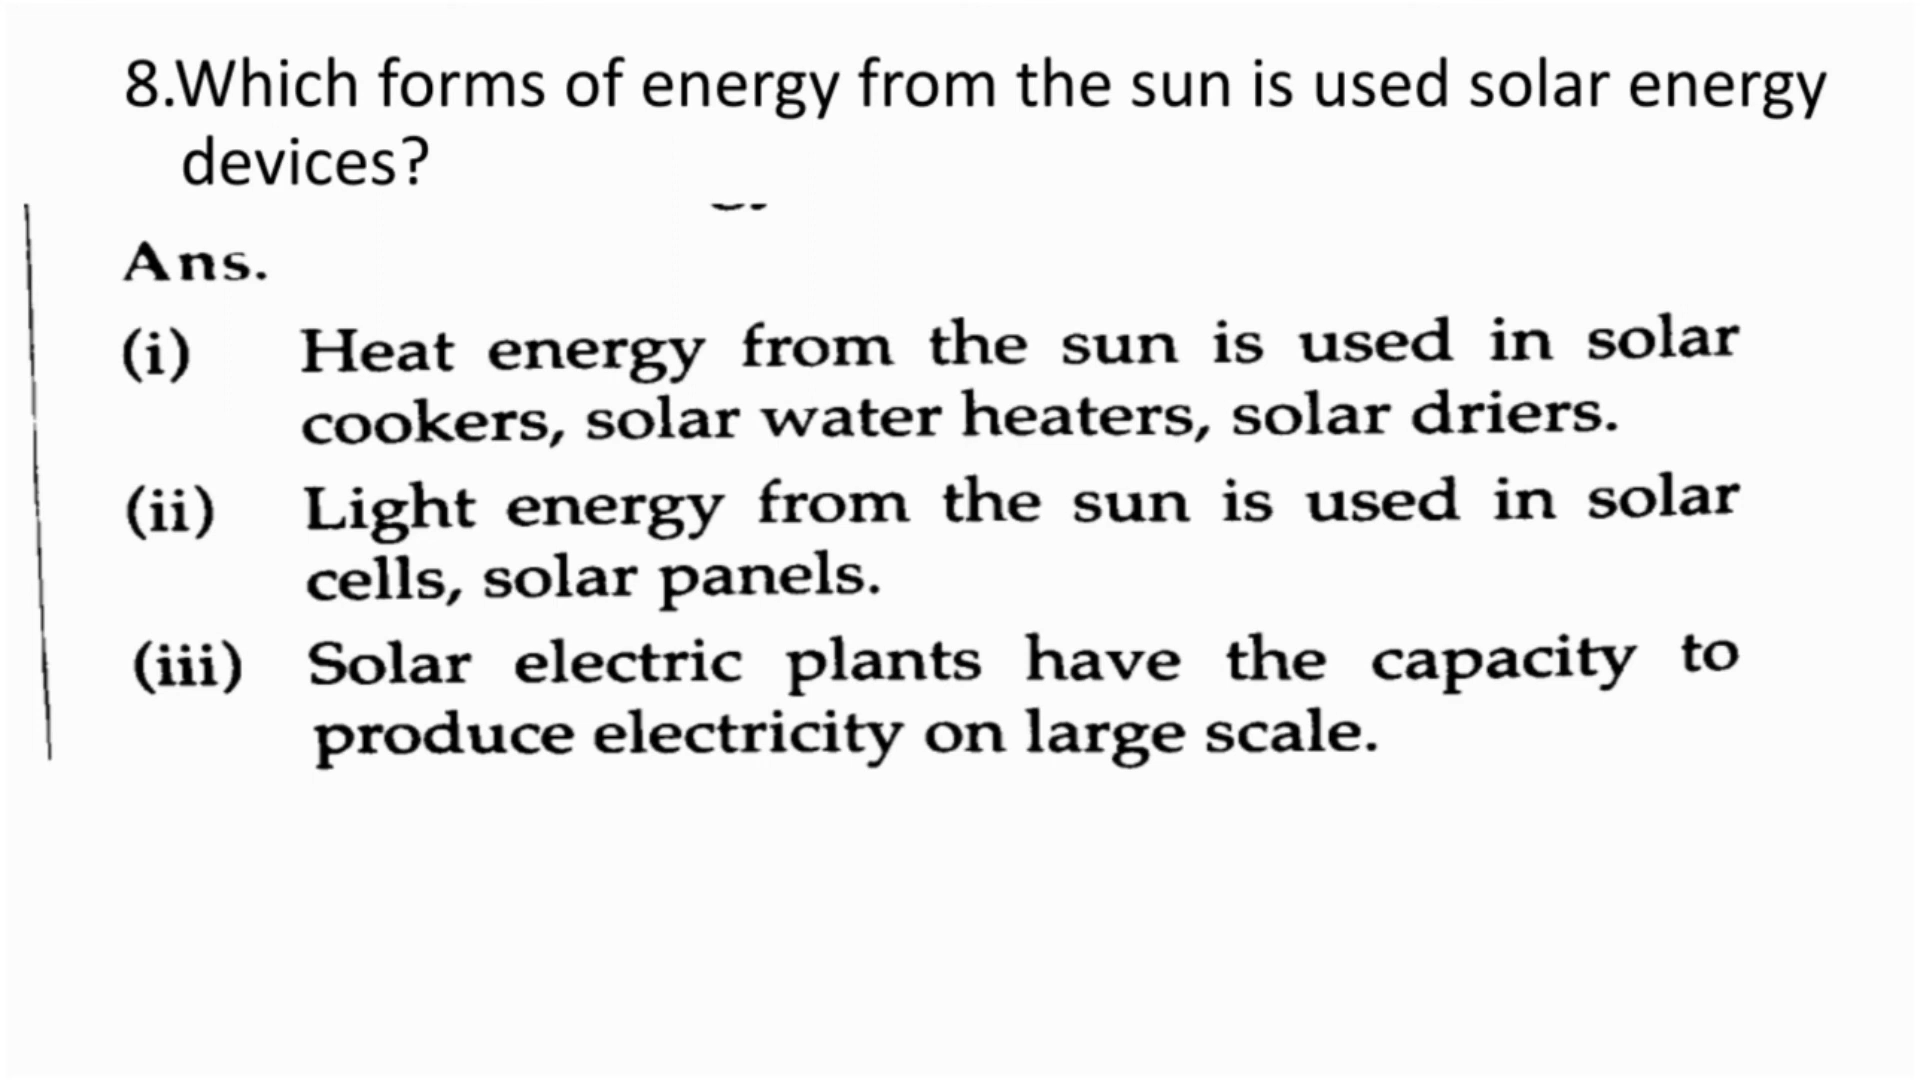 8.Which forms of energy from the sun is used solar energy
devices?
Ans.
(i) Heat energy from the sun is used in solar
cookers, solar water heaters, solar driers.
(ii) Light energy from the sun is used in solar
cells, solar panels.
(iii) Solar electric plants have the capacity to
produce electricity on large scale.